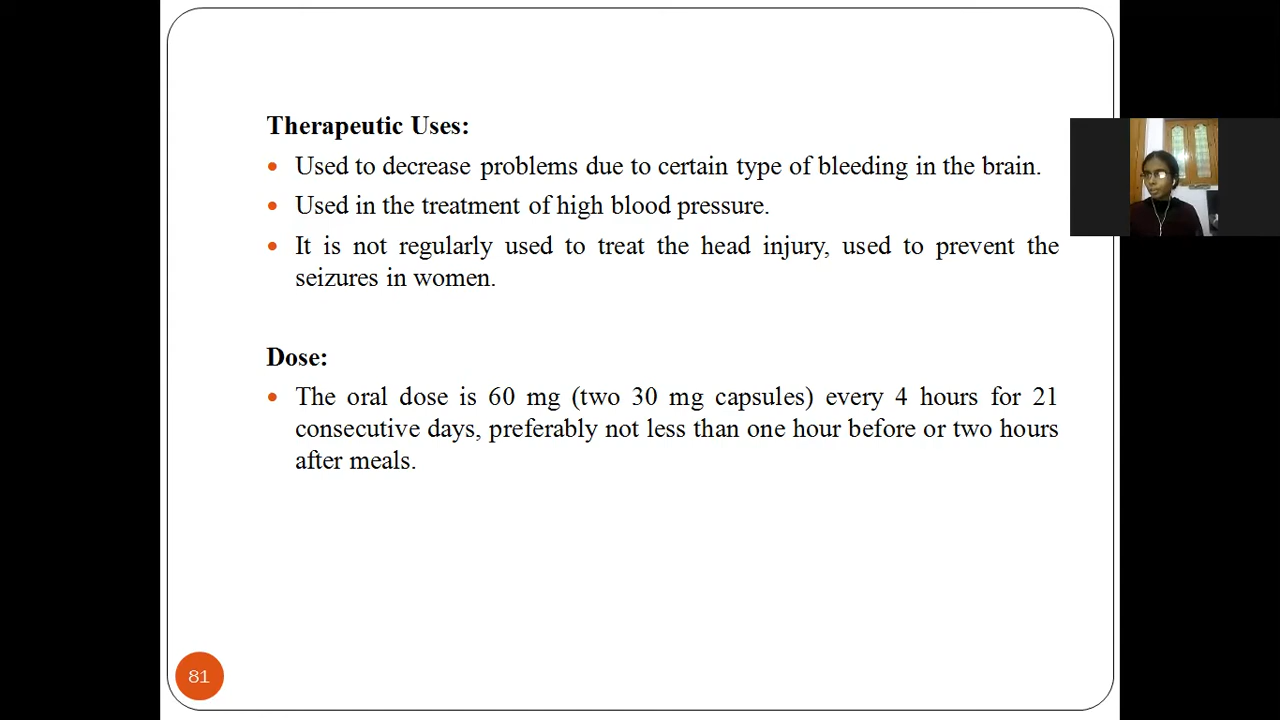 Therapeutic Uses:
• Used to decrease problems due to certain type of bleeding in the brain.
• Used in the treatment of high blood pressure.
• It is not regularly used to treat the head injury, used to prevent the
seizures in women.
Dose:
• The oral dose is 60 mg (two 30 mg capsules) every 4 hours for 21
consecutive days, preferably not less than one hour before or two hours
after meals.
81